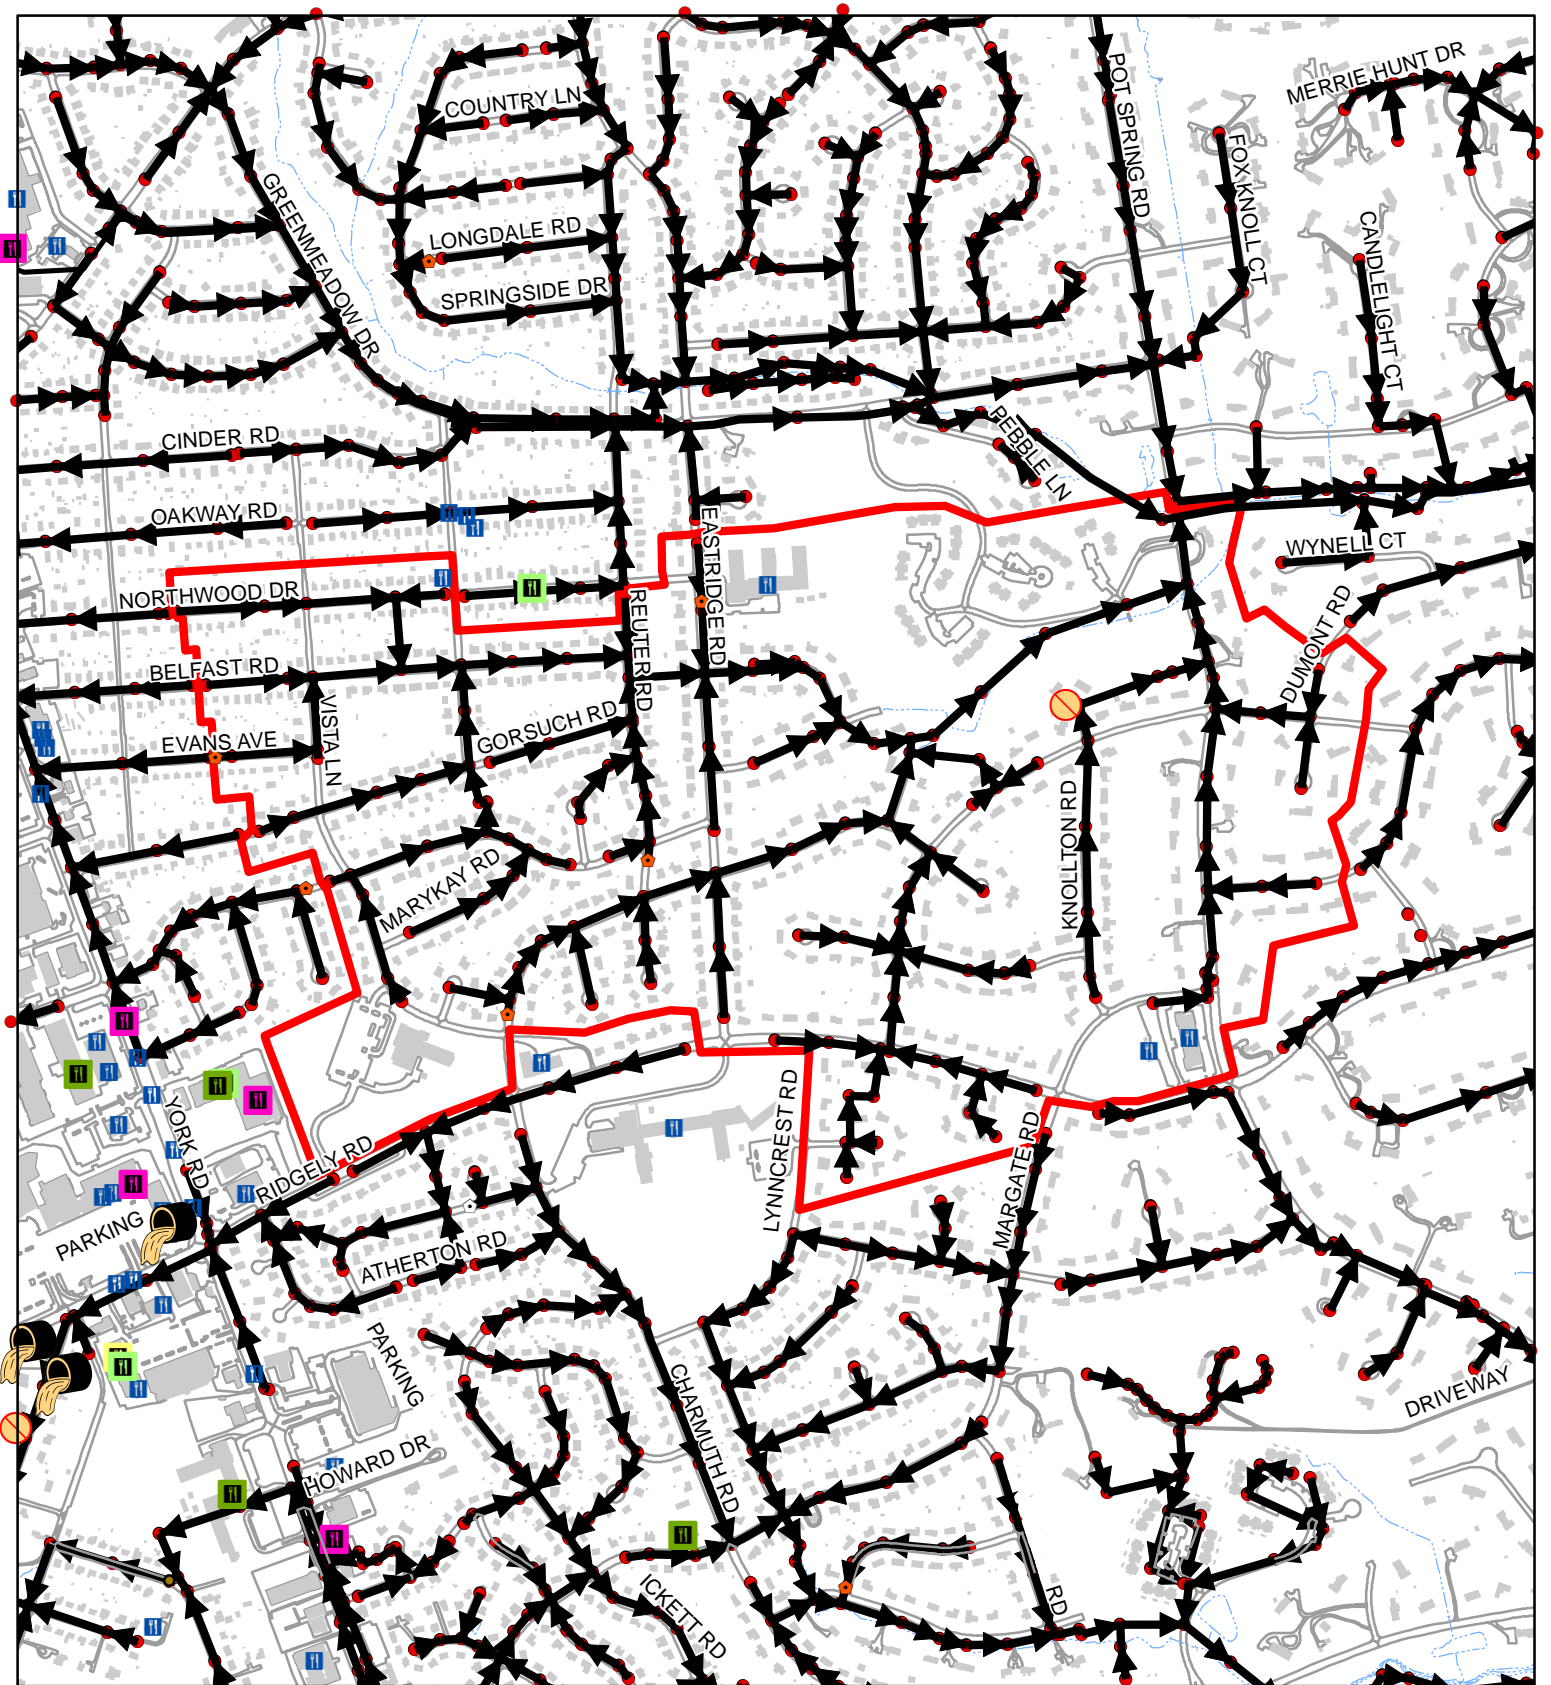 MERRIE HUNT DR
POT SPRING RD
COUNTRY LN
FOX KNOLL CT
GREENMEADOW DR
LONGDALE RD
CANDLELIGHT CT
SPRINGSIDE DR
CINDER RD
PEBBLE LN
OAKWAY RD
EASTRIDGE RD
WYNELL CT
NORTHWOOD DR
REUTER RD
DUMONT RD
BELFAST RD
VISTA LN
GORSUCH RD
EVANS AVE
KNOLLTON RD
MARYKAY RD
LYNNCREST RD
YORK RD
RIDGELY RD
MARGATE RD
PARKING
ATHERTON RD
PARKING
CHARMUTH RD
DRIVEWAY
HOWARD DR
ICKETT RD
RD